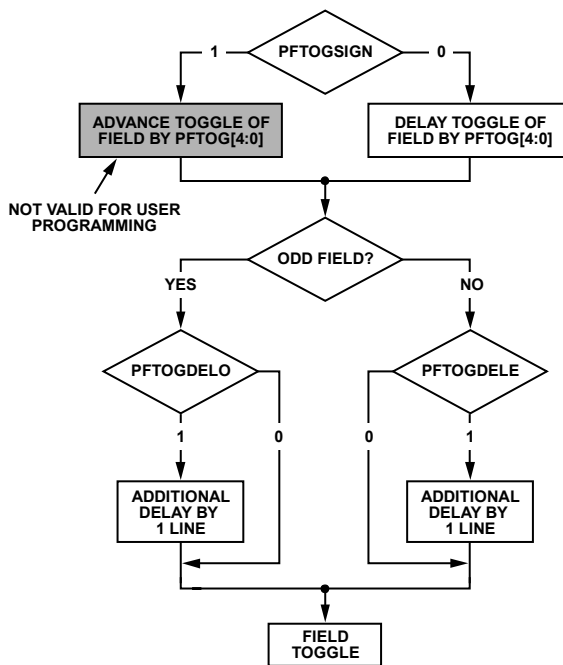 PFTOGSIGN
1
0
ADVANCE TOGGLE OF
FIELD BY PFTOG[4:0]
DELAY TOGGLE OF
FIELD BY PFTOG[4:0]
NOT VALID FOR USER
PROGRAMMING
ODD FIELD?
YES
NO
PFTOGDELO
PFTOGDELE
1
0
0
1
ADDITIONAL
DELAY BY
1 LINE
ADDITIONAL
DELAY BY
1 LINE
FIELD
TOGGLE